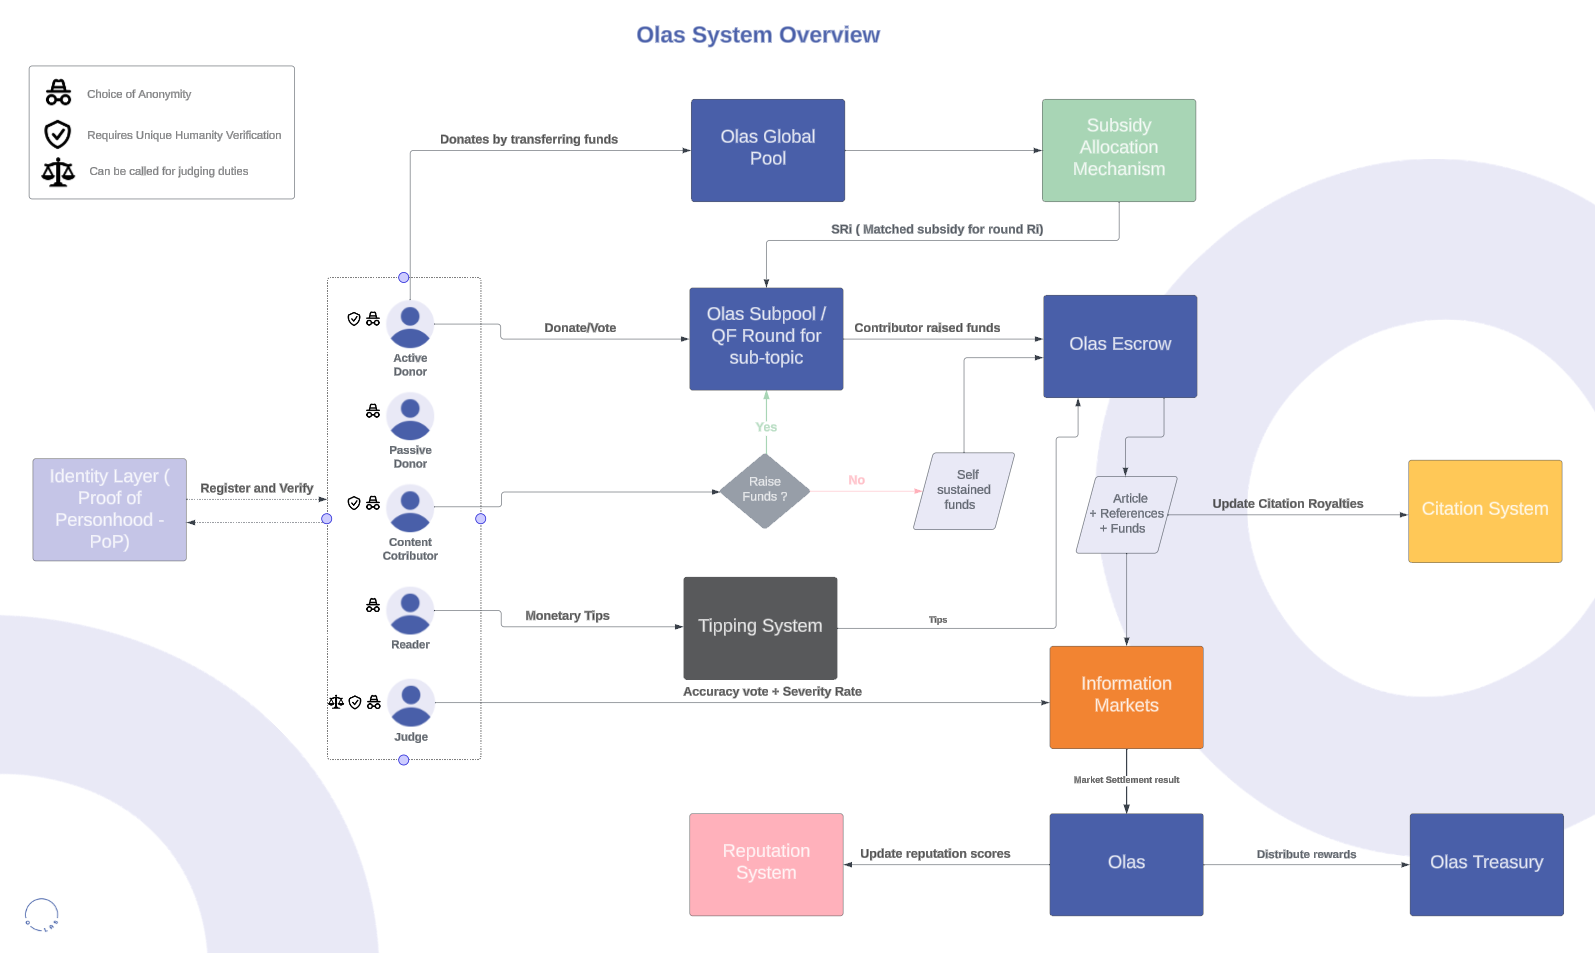 Olas System Overview
Choice of Anonymity
Requires Unique Humanity Verification
Can be called for judging duties
Donates by transferring funds
Olas Global
Pool
Subsidy
Allocation
Mechanism
SRi ( Matched subsidy for round Ri)
Active
Donor
Donate/Vote
Olas Subpool /
QF Round for
sub-topic
Contributor raised funds
Olas Escrow
Passive
Donor
Yes
Identity Layer (
Proof of
Personhood -
PoP)
Register and Verify
Content
Cotributor
Raise
Funds ?
No
Self
sustained
funds
Article
+ References
+ Funds
Update Citation Royalties
Citation System
Reader
Monetary Tips
Tipping System
Tips
Judge
Accuracy vote + Severity Rate
Information
Markets
Market Settlement result
Reputation
System
Update reputation scores
Olas
Distribute rewards
Olas Treasury
OLAS